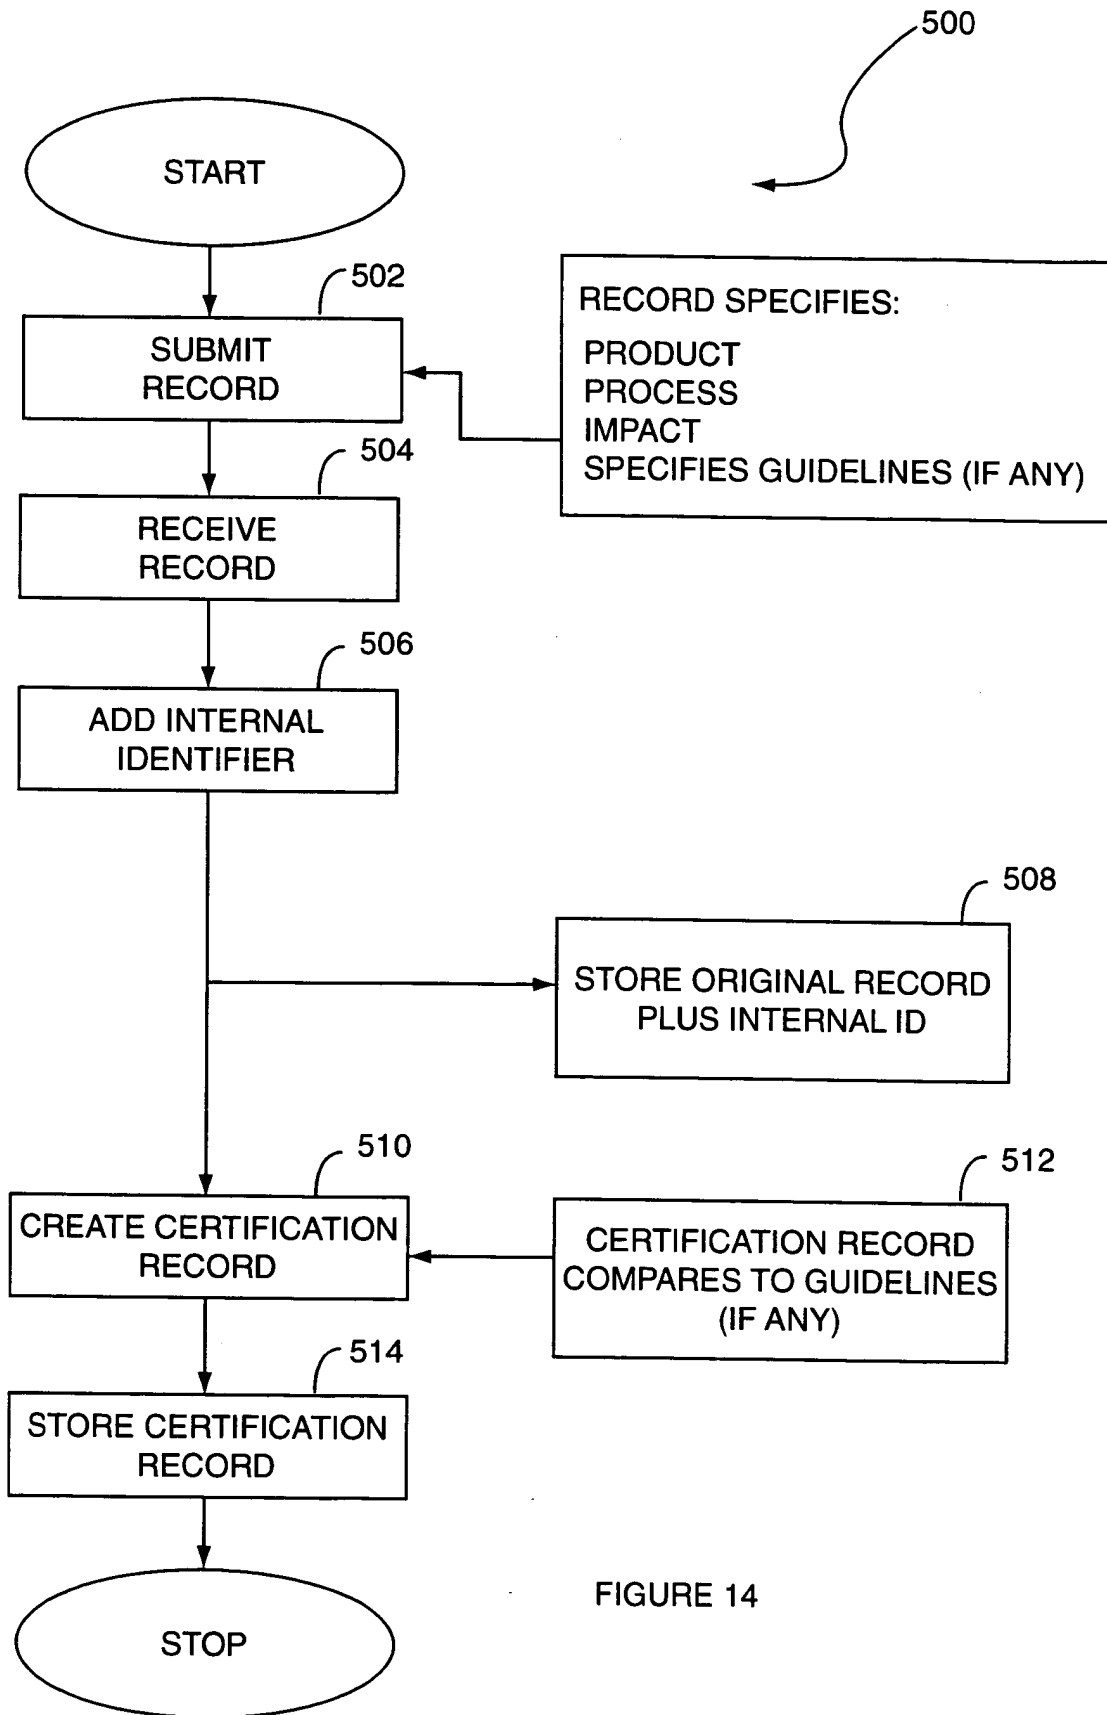 500
START
502
SUBMIT
RECORD
RECORD SPECIFIES:
PRODUCT
PROCESS
IMPACT
SPECIFIES GUIDELINES (IF ANY)
504
RECEIVE
RECORD
506
ADD INTERNAL
IDENTIFIER
508
STORE ORIGINAL RECORD
PLUS INTERNAL ID
510
CREATE CERTIFICATION
RECORD
512
CERTIFICATION RECORD
COMPARES TO GUIDELINES
(IF ANY)
514
STORE CERTIFICATION
RECORD
STOP
FIGURE 14